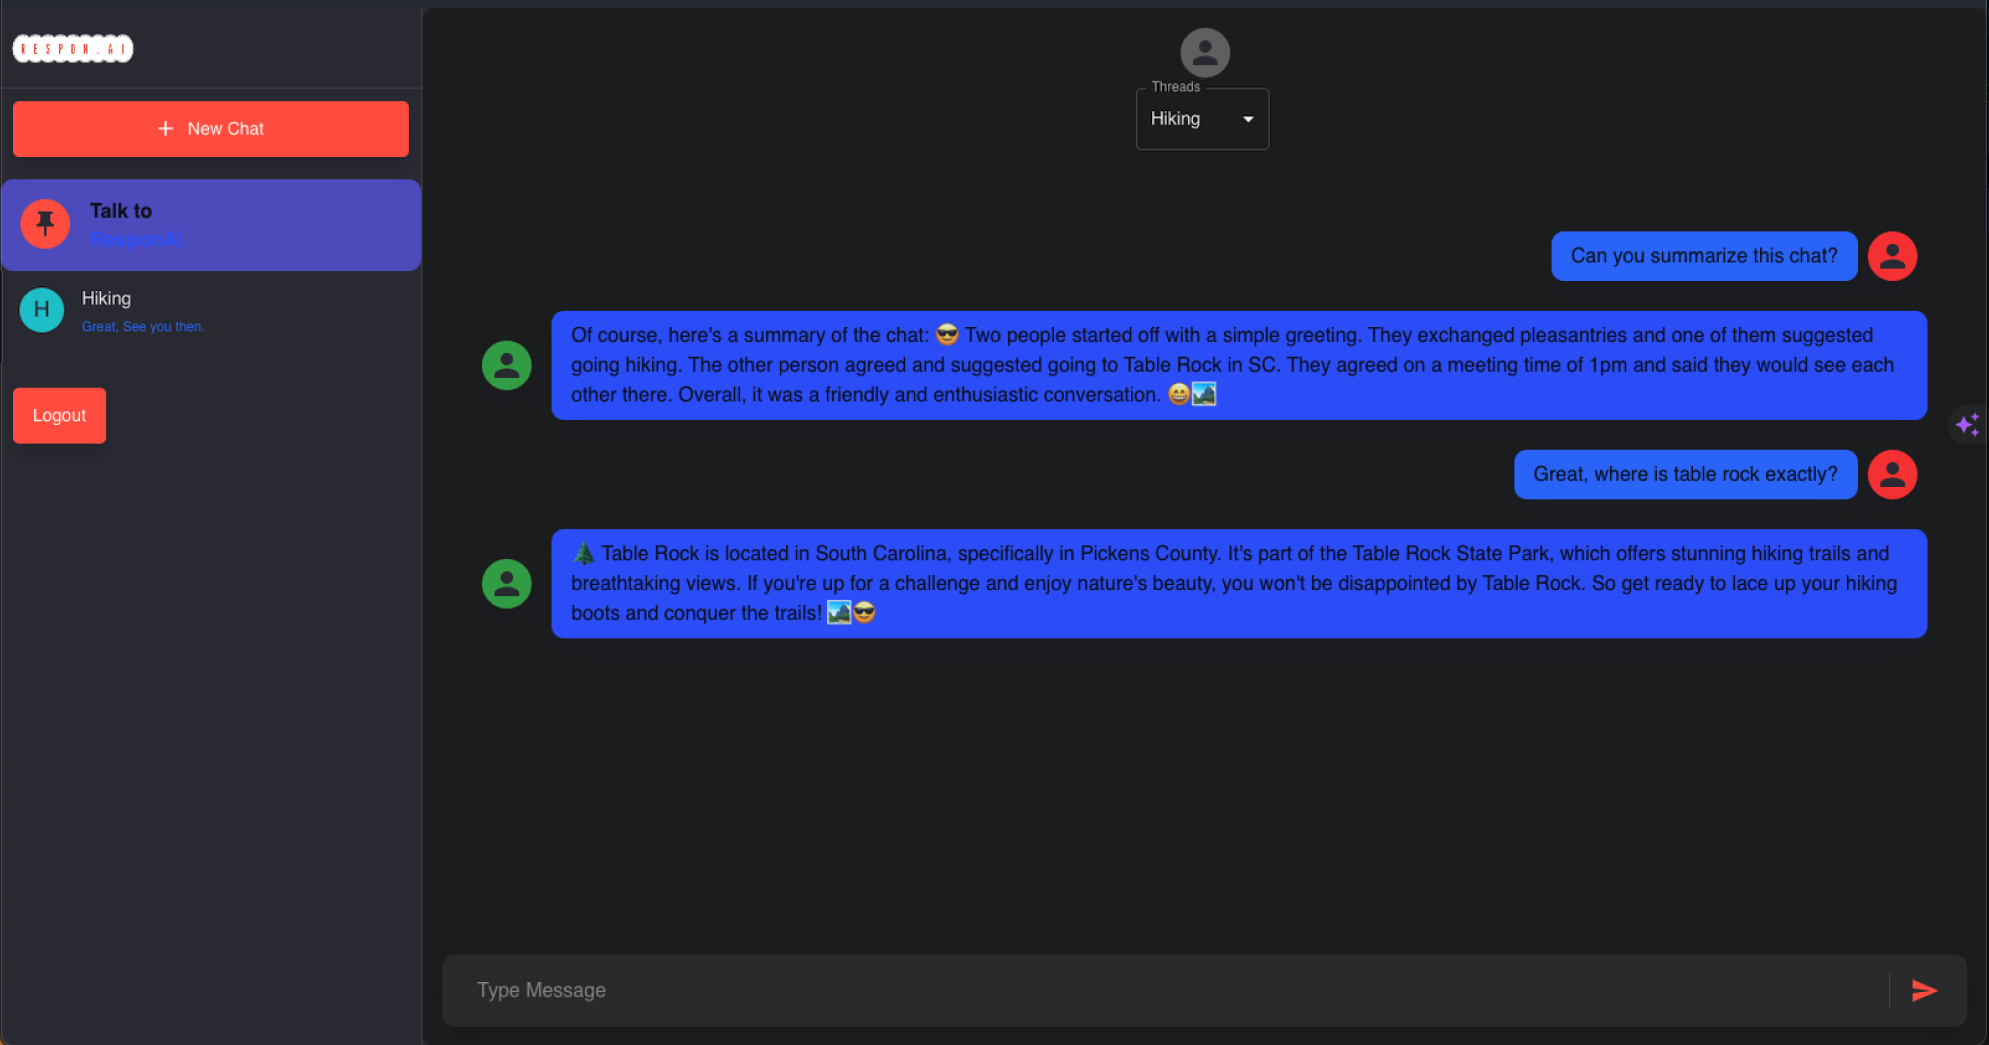 RESPON.AI
+ New Chat
Talk to
ResponAI
H
Hiking
Great, See you then.
Logout
Threads
Hiking
Can you summarize this chat?
Of course, here's a summary of the chat: 😎 Two people started off with a simple greeting. They exchanged pleasantries and one of them suggested
going hiking. The other person agreed and suggested going to Table Rock in SC. They agreed on a meeting time of 1pm and said they would see each
other there. Overall, it was a friendly and enthusiastic conversation. 😄🏞️
Great, where is table rock exactly?
🌲 Table Rock is located in South Carolina, specifically in Pickens County. It's part of the Table Rock State Park, which offers stunning hiking trails and
breathtaking views. If you're up for a challenge and enjoy nature's beauty, you won't be disappointed by Table Rock. So get ready to lace up your hiking
boots and conquer the trails! 🏞️😎
Type Message